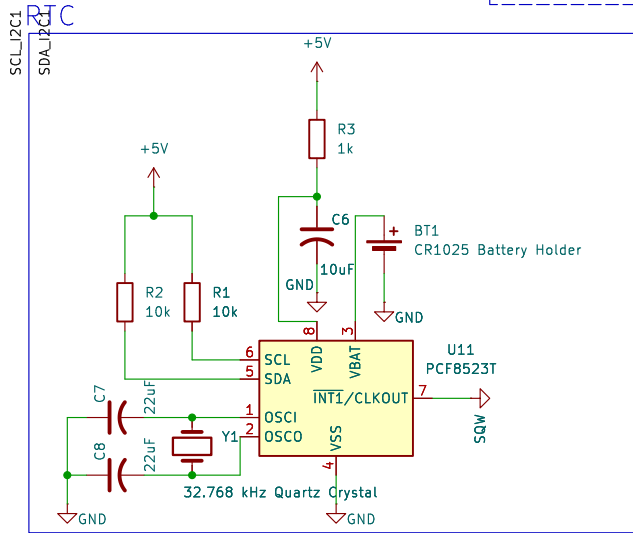 RTC
SCL_I2C1
SDA_I2C1
+5V
R3
1k
+5V
C6
10uF
GND
BT1
CR1025 Battery Holder
GND
R2
10k
R1
10k
8
3
VDD
VBAT
U11
PCF8523T
6
SCL
5
SDA
INT1/CLKOUT
7
SQW
C7
22uF
1
OSCI
2
OSCO
Y1
C8
22uF
VSS
4
32.768 kHz Quartz Crystal
GND
GND